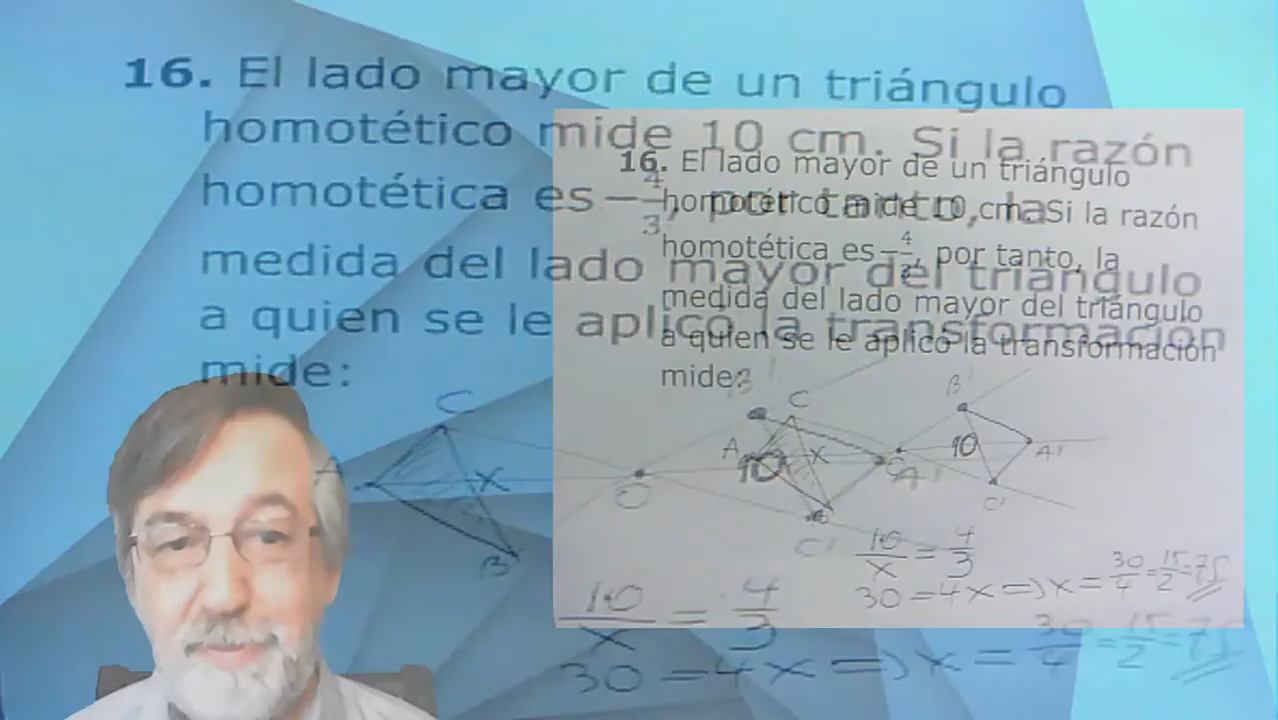 16. El lado mayor de un triángulo
homotético mide 10 cm. Si la razón
homotética es -4/3, por tanto, la
medida del lado mayor del triángulo
a quien se le aplicó la transformación
mide:
C
A
X
B
O
B'
10
A'
C'
10/x = 4/3
30 = 4x => x = 30/4 = 15/2 = 75
16. El lado mayor de un triángulo
homotético mide 10 cm. Si la razón
homotética es -4/3, por tanto, la
medida del lado mayor del triángulo
a quien se le aplicó la transformación
mide:
C
A
X
B
O
B'
10
A'
C'
10/x = 4/3
30 = 4x => x = 30/4 = 15/2 = 75